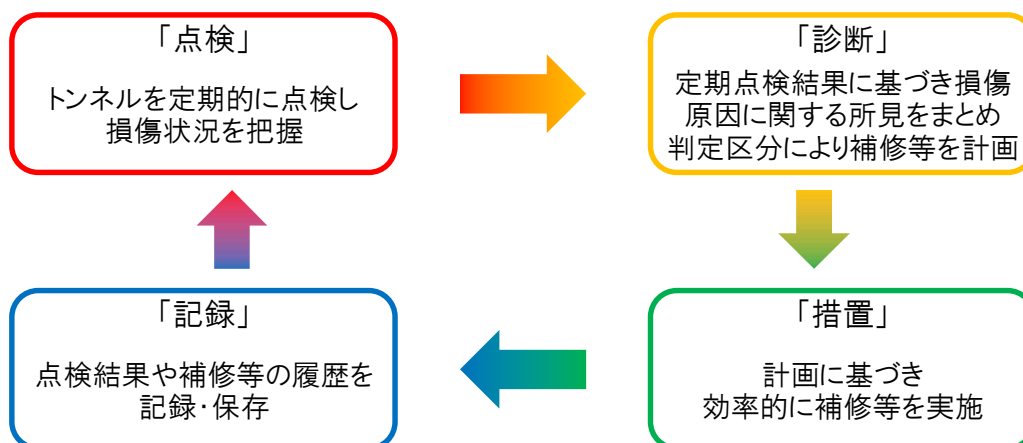 「点検」
トンネルを定期的に点検し
損傷状況を把握
「診断」
定期点検結果に基づき損傷
原因に関する所見をまとめ
判定区分により補修等を計画
「記録」
点検結果や補修等の履歴を
記録・保存
「措置」
計画に基づき
効率的に補修等を実施